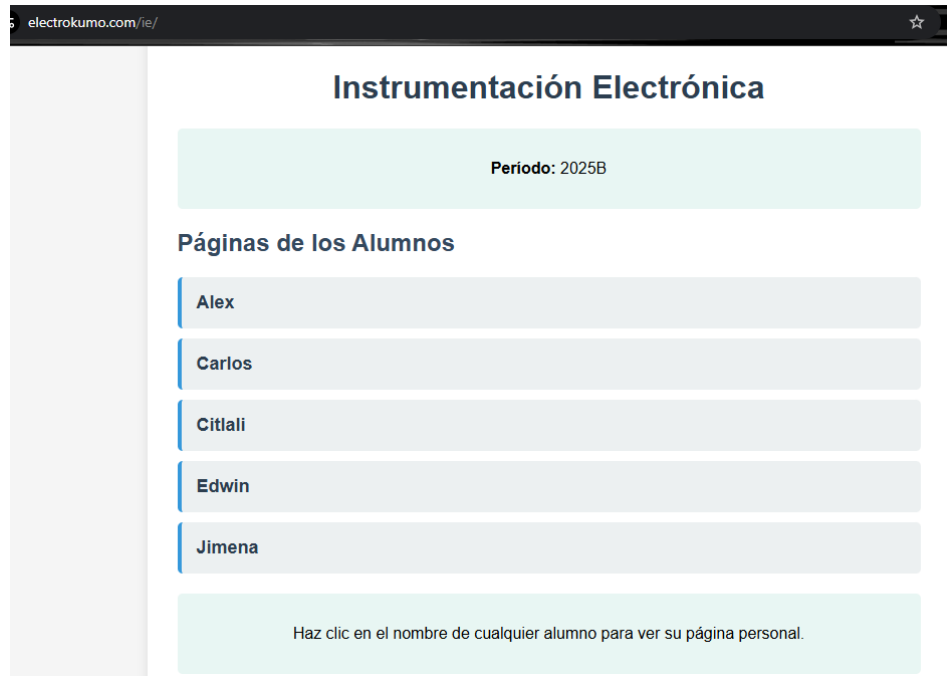 electrokumo.com/ie/
Instrumentación Electrónica
Período: 2025B
Páginas de los Alumnos
Alex
Carlos
Citlali
Edwin
Jimena
Haz clic en el nombre de cualquier alumno para ver su página personal.